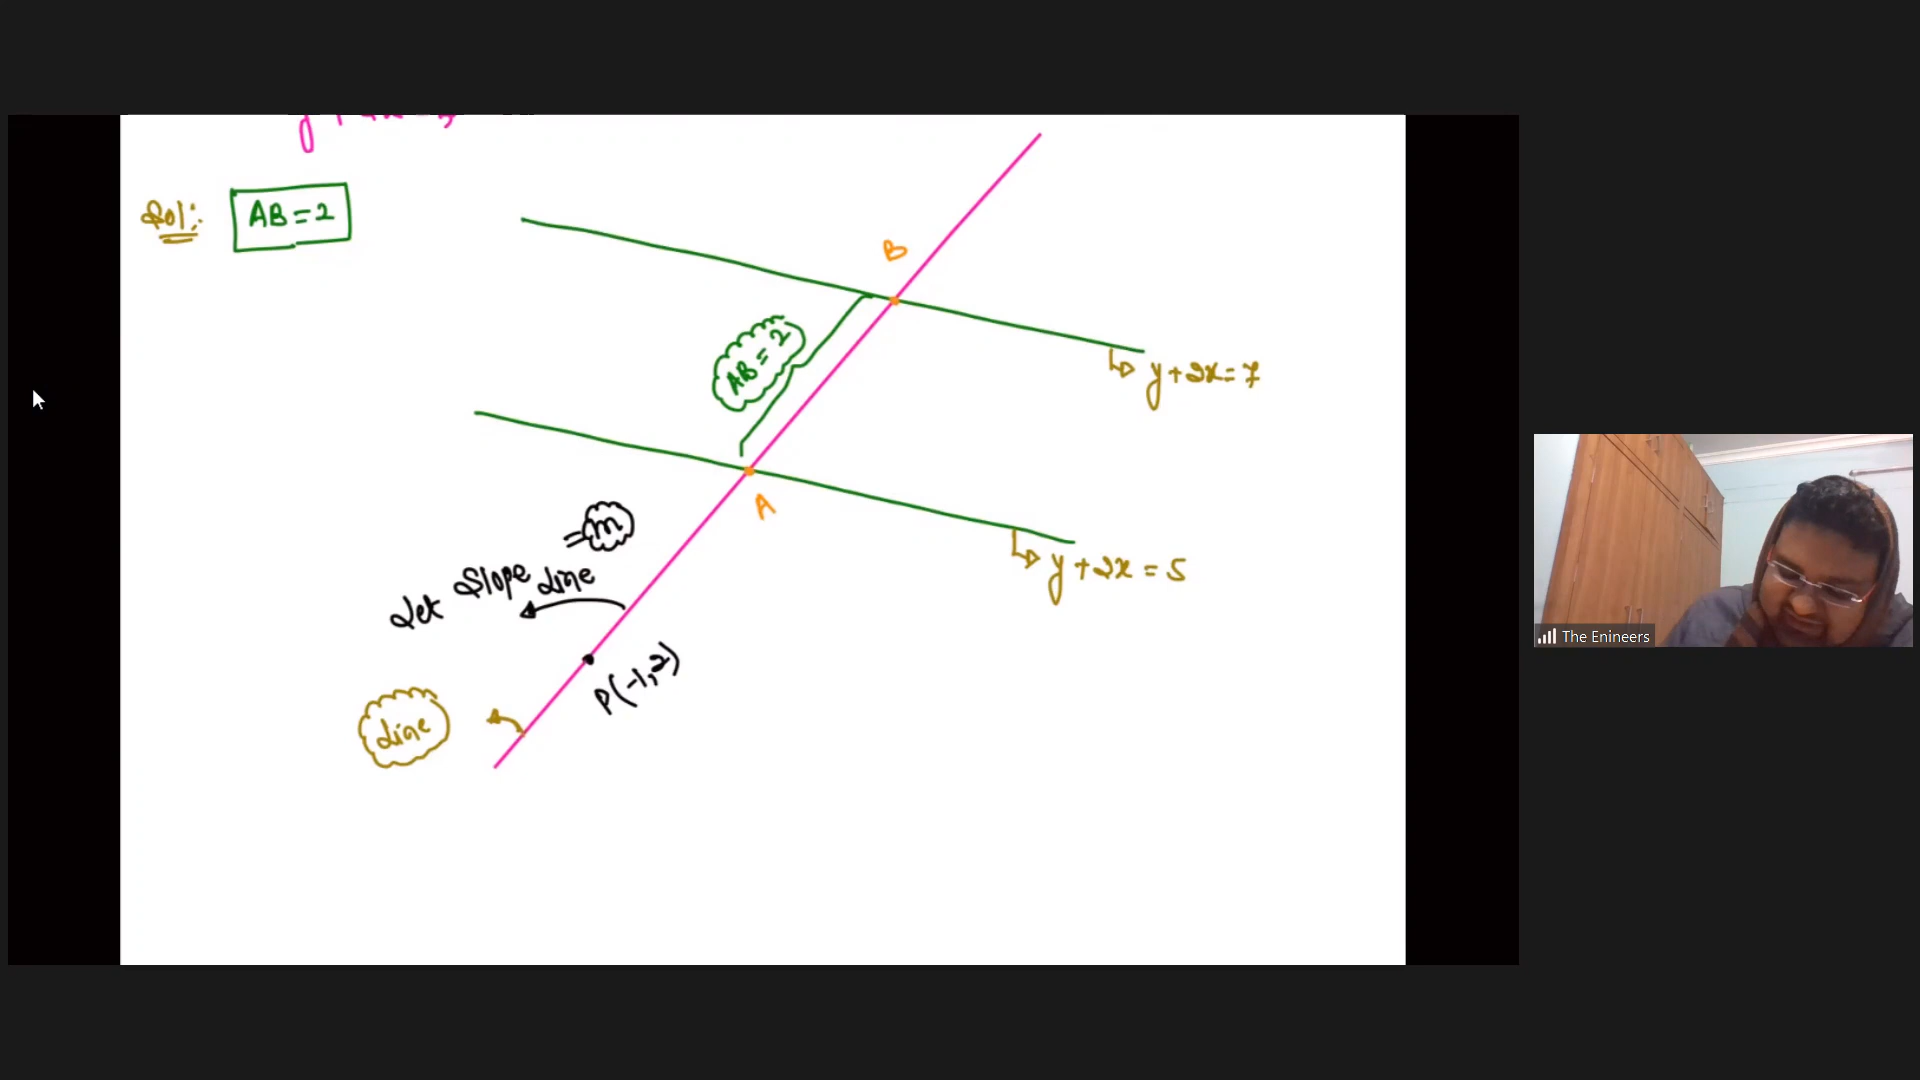 Sol:
AB=2
B
AB=2
y+2x=7
A
y+2x=5
Let Slope Line =m
P(-1,2)
Line
The Enineers